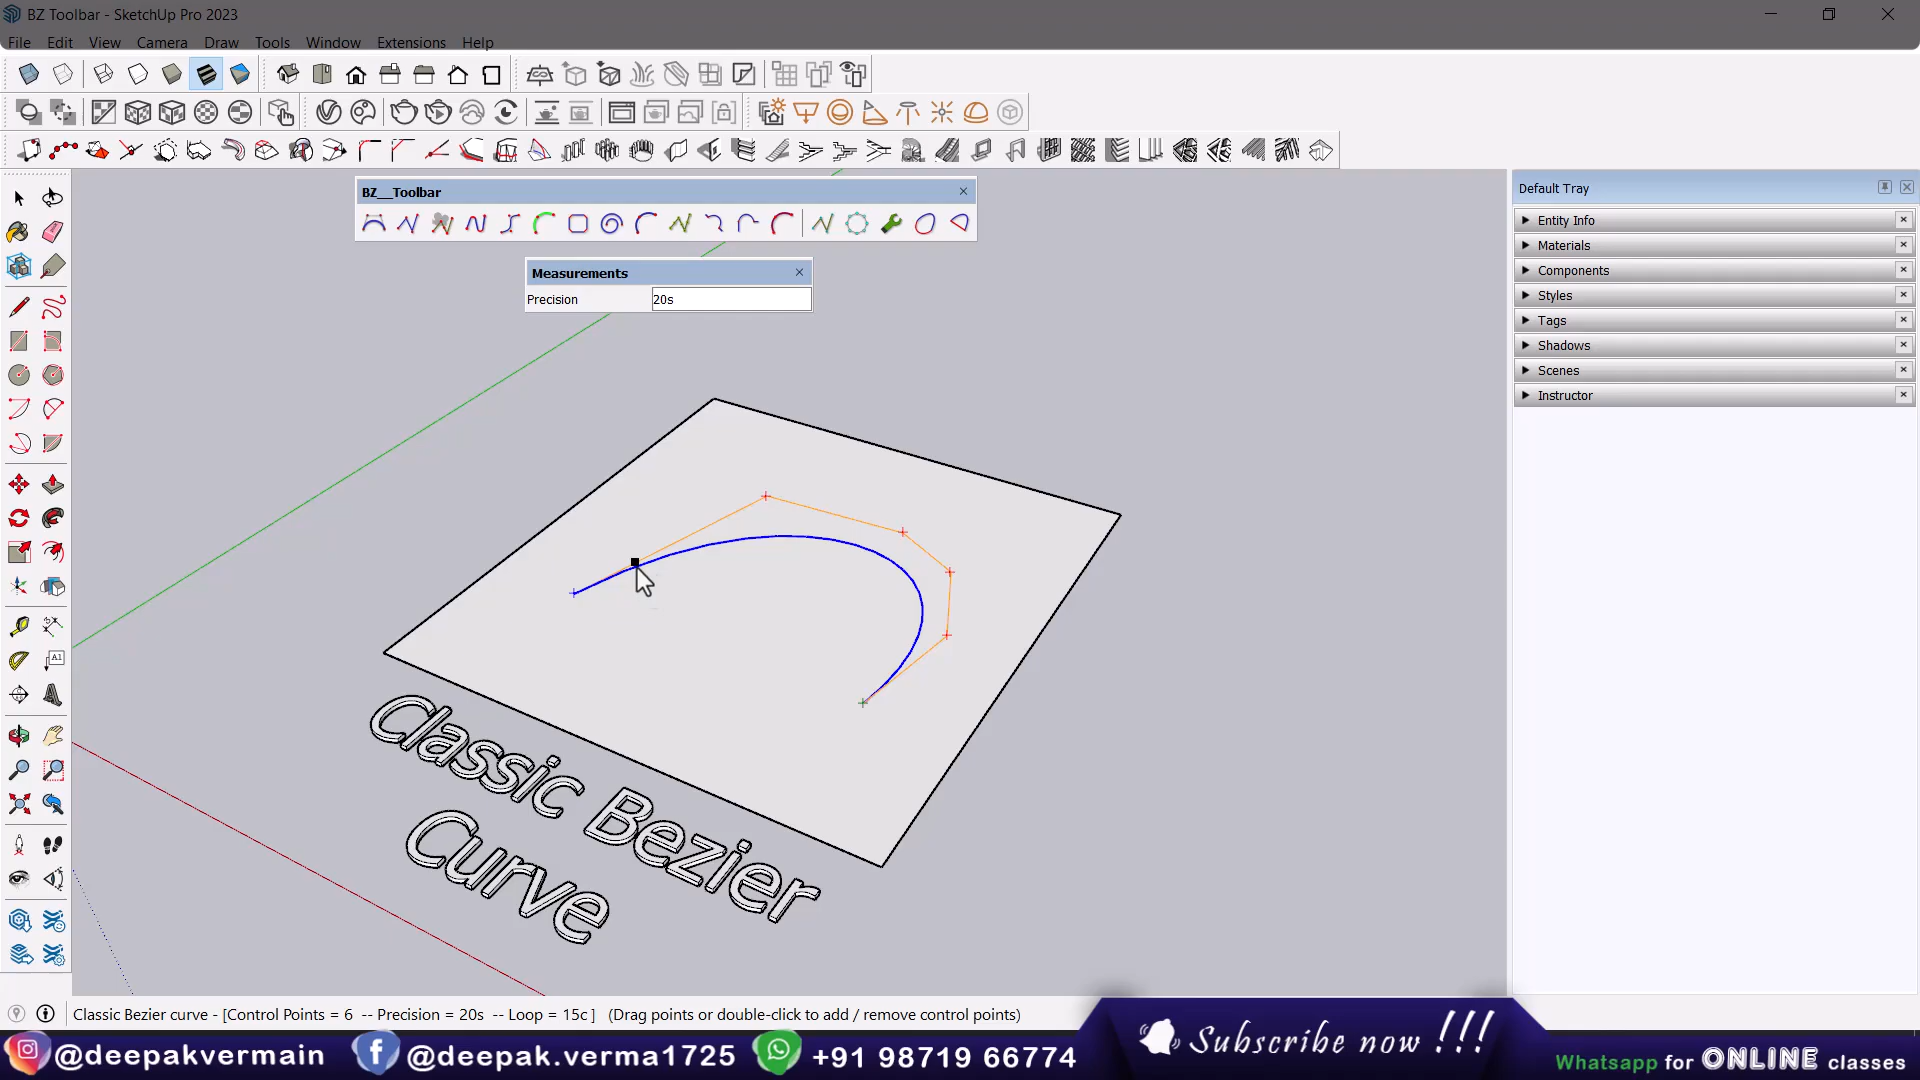 BZ Toolbar - SketchUp Pro 2023
File Edit View Camera Draw Tools Window Extensions Help
BZ__Toolbar
Measurements
Precision 20s
Default Tray
Entity Info
Materials
Components
Styles
Tags
Shadows
Scenes
Instructor
A1
Classic Bezier
Curve
Classic Bezier curve - [Control Points = 6 -- Precision = 20s -- Loop = 15c ] (Drag points or double-click to add / remove control points)
Subscribe now !!!
@deepakvermain @deepak.verma1725 +91 98719 66774 Whatsapp for ONLINE classes